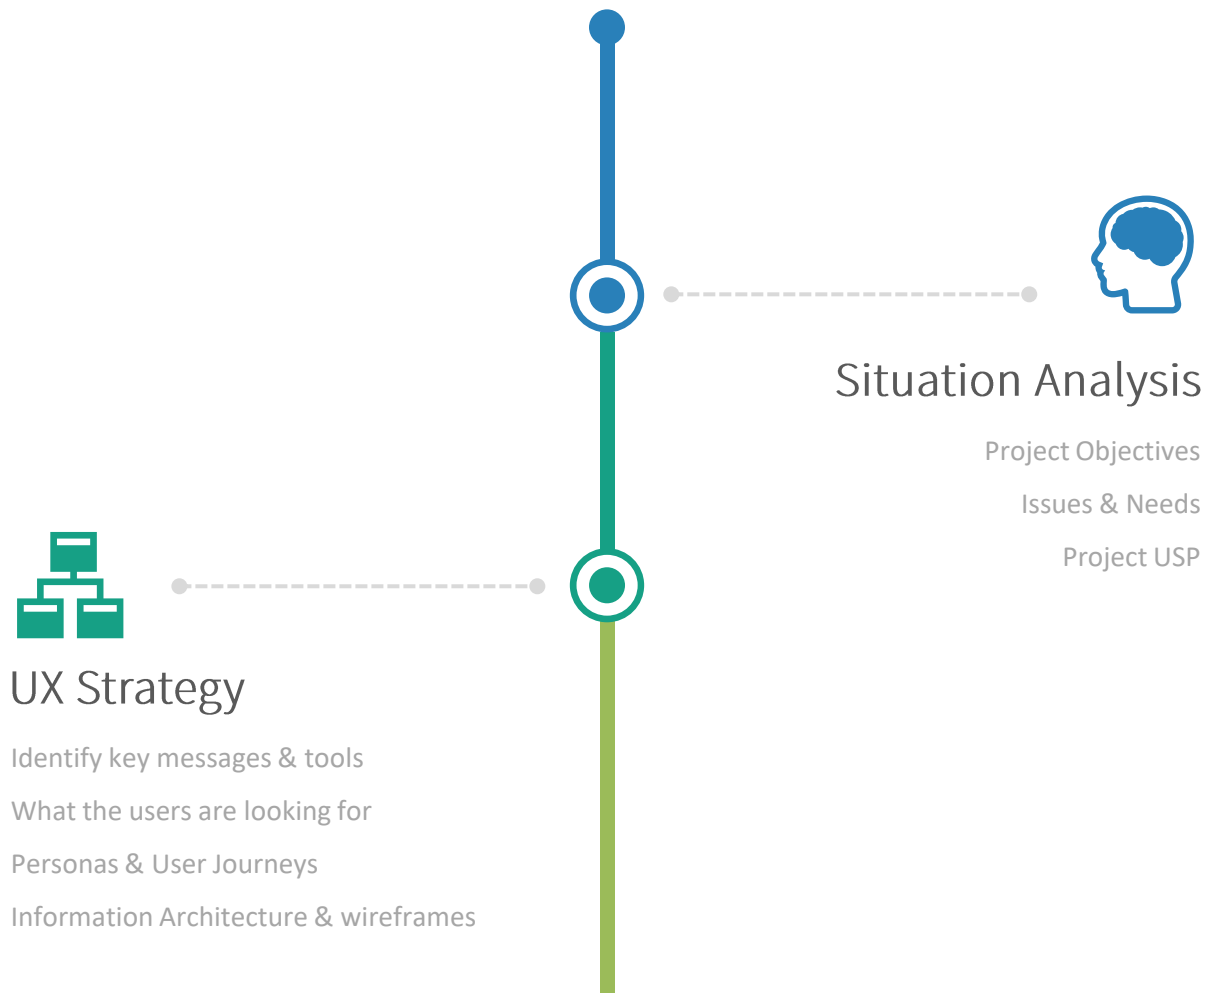 Situation Analysis
Project Objectives
Issues & Needs
Project USP
UX Strategy
Identify key messages & tools
What the users are looking for
Personas & User Journeys
Information Architecture & wireframes